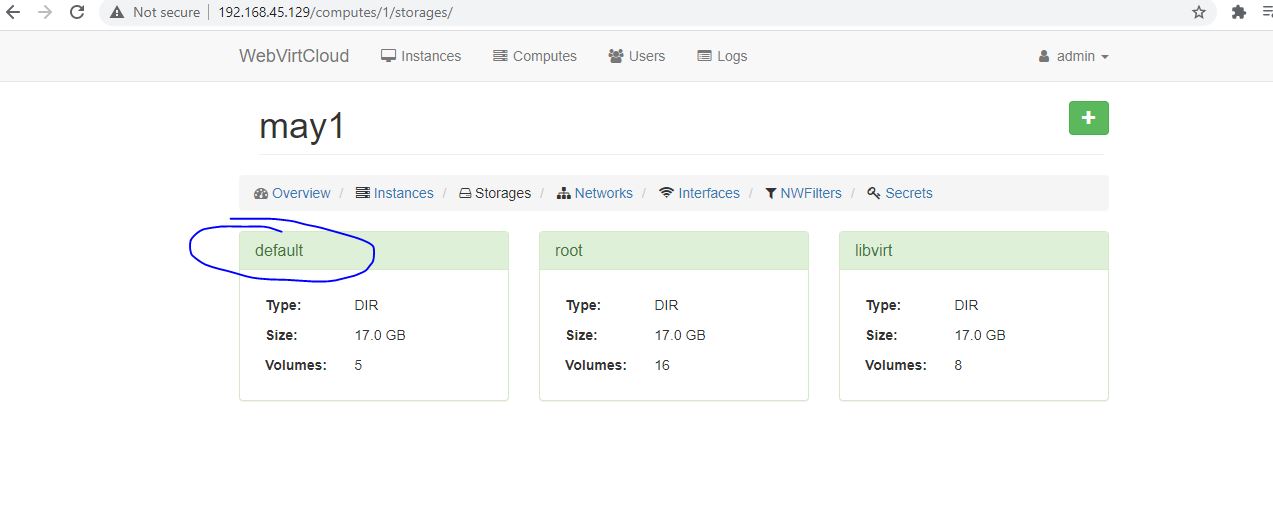 Not secure 192.168.45.129/computes/1/storages/
WebVirtCloud Instances Computes Users Logs admin
may1
Overview / Instances / Storages / Networks / Interfaces / NWFilters / Secrets
default root libvirt
Type: DIR Type: DIR Type: DIR
Size: 17.0 GB Size: 17.0 GB Size: 17.0 GB
Volumes: 5 Volumes: 16 Volumes: 8